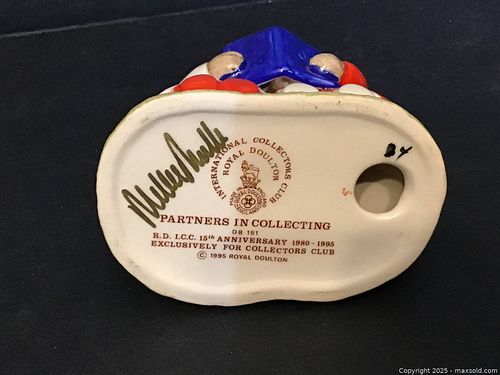 INTERNATIONAL COLLECTORS CLUB
ROYAL DOULTON
PARTNERS IN COLLECTING
DB 151
R.D. I.C.C. 15th ANNIVERSARY 1980-1995
EXCLUSIVELY FOR COLLECTORS CLUB
© 1995 ROYAL DOULTON
Copyright 2025 - maxsold.com